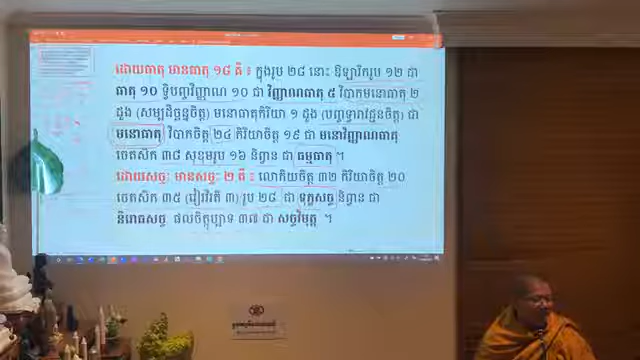 ដោយធាតុ មានធាតុ ១៨ គឺ ៖ ក្នុងរូប ២៨ នោះ ឱឡារិករូប ១២ ជា
ធាតុ ១០ ទ្វិបញ្ចវិញ្ញាណ ១០ ជា វិញ្ញាណធាតុ ៥ វិបាកមនោធាតុ ២
ដួង (សម្បដិច្ឆន្នចិត្ត) មនោធាតុកិរិយា ១ ដួង (បញ្ចទ្វារាវជ្ជនចិត្ត) ជា
មនោធាតុ វិបាកចិត្ត ២៤ កិរិយាចិត្ត ១៩ ជា មនោវិញ្ញាណធាតុ
ចេតសិក ៣៨ សុខុមរូប ១៦ និព្វាន ជា ធម្មធាតុ ។
ដោយសច្ចៈ មានសច្ចៈ ២ គឺ ៖ លោកិយចិត្ត ៣២ កិរិយាចិត្ត ២០
ចេតសិក ៣៥ (វៀរវិរតី ៣) រូប ២៨ ជា ទុក្ខសច្ច និព្វាន ជា
និរោធសច្ច ផលចិត្តុប្បាទ ៣៧ ជា សច្ចវិមុត្ត ។